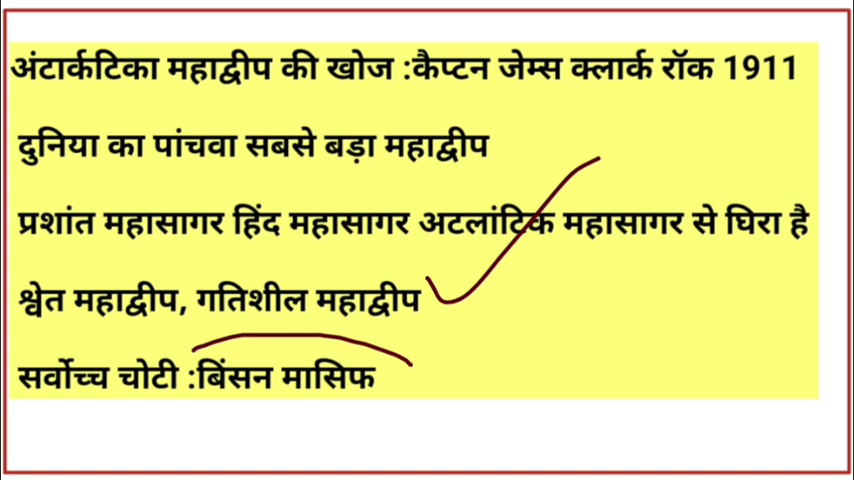 अंटार्कटिका महाद्वीप की खोज :कैप्टन जेम्स क्लार्क रॉक 1911
दुनिया का पांचवा सबसे बड़ा महाद्वीप
प्रशांत महासागर हिंद महासागर अटलांटिक महासागर से घिरा है
श्वेत महाद्वीप, गतिशील महाद्वीप
सर्वोच्च चोटी :बिंसन मासिफ